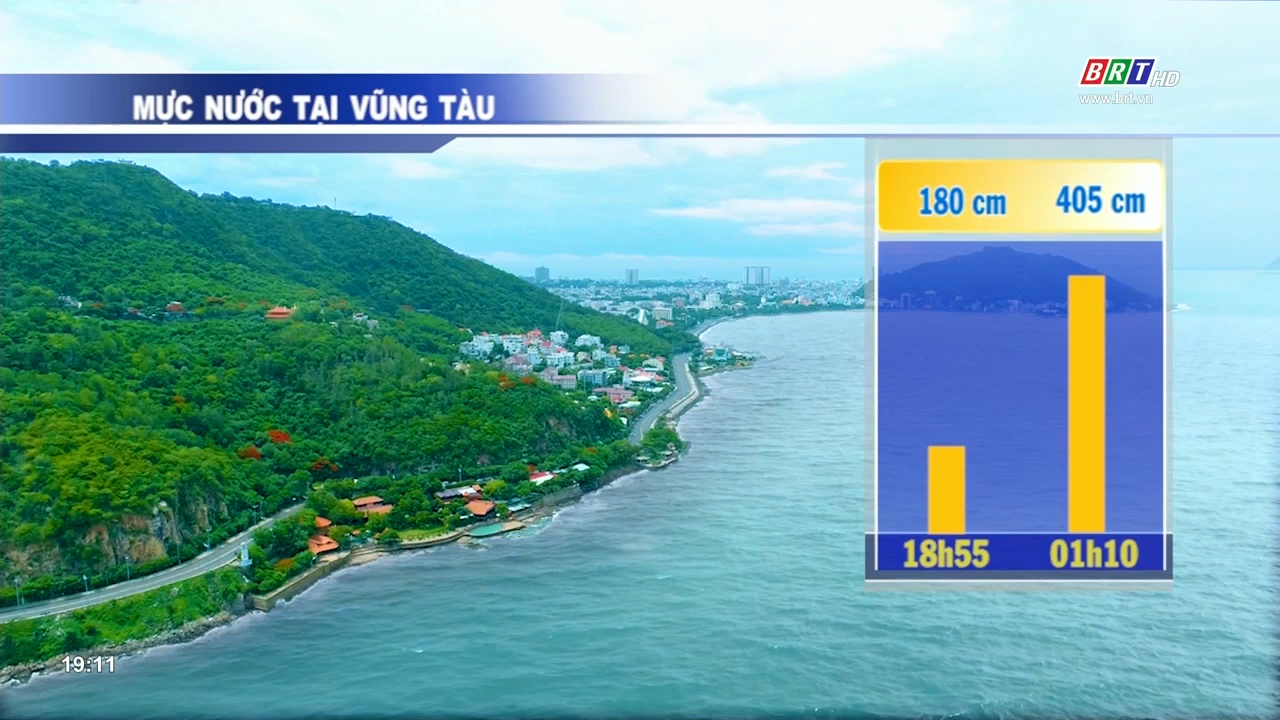 BRT HD
www.brt.vn
MỰC NƯỚC TẠI VŨNG TÀU
180 cm 405 cm
18h55 01h10
19:11